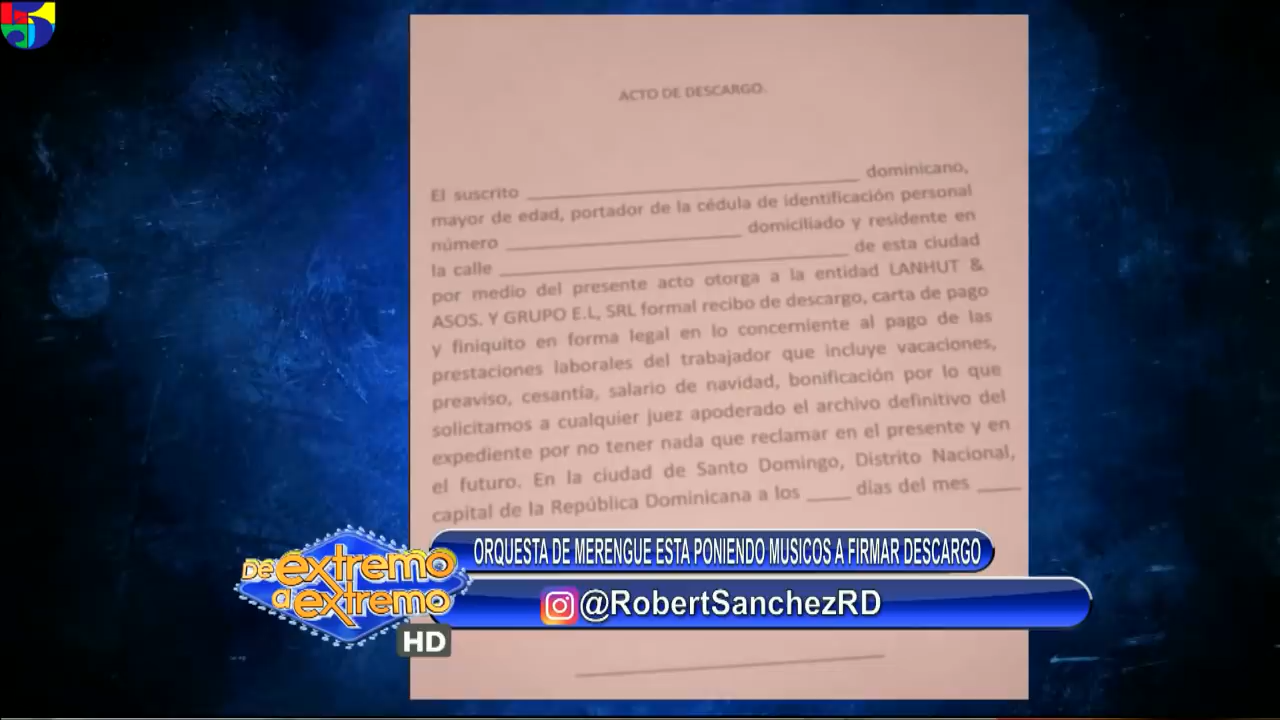 5
ACTO DE DESCARGO.
El suscrito ______ dominicano,
mayor de edad, portador de la cédula de identificación personal
número ______ domiciliado y residente en
la calle ______ de esta ciudad
por medio del presente acto otorga a la entidad LANHUT &
ASOS. Y GRUPO E.L, SRL formal recibo de descargo, carta de pago
y finiquito en forma legal en lo concerniente al pago de las
prestaciones laborales del trabajador que incluye vacaciones,
preaviso, cesantía, salario de navidad, bonificación por lo que
solicitamos a cualquier juez apoderado el archivo definitivo del
expediente por no tener nada que reclamar en el presente y en
el futuro. En la ciudad de Santo Domingo, Distrito Nacional,
capital de la República Dominicana a los ____ días del mes ____
ORQUESTA DE MERENGUE ESTA PONIENDO MUSICOS A FIRMAR DESCARGO
@RobertSanchezRD
De extremo
a extremo
HD